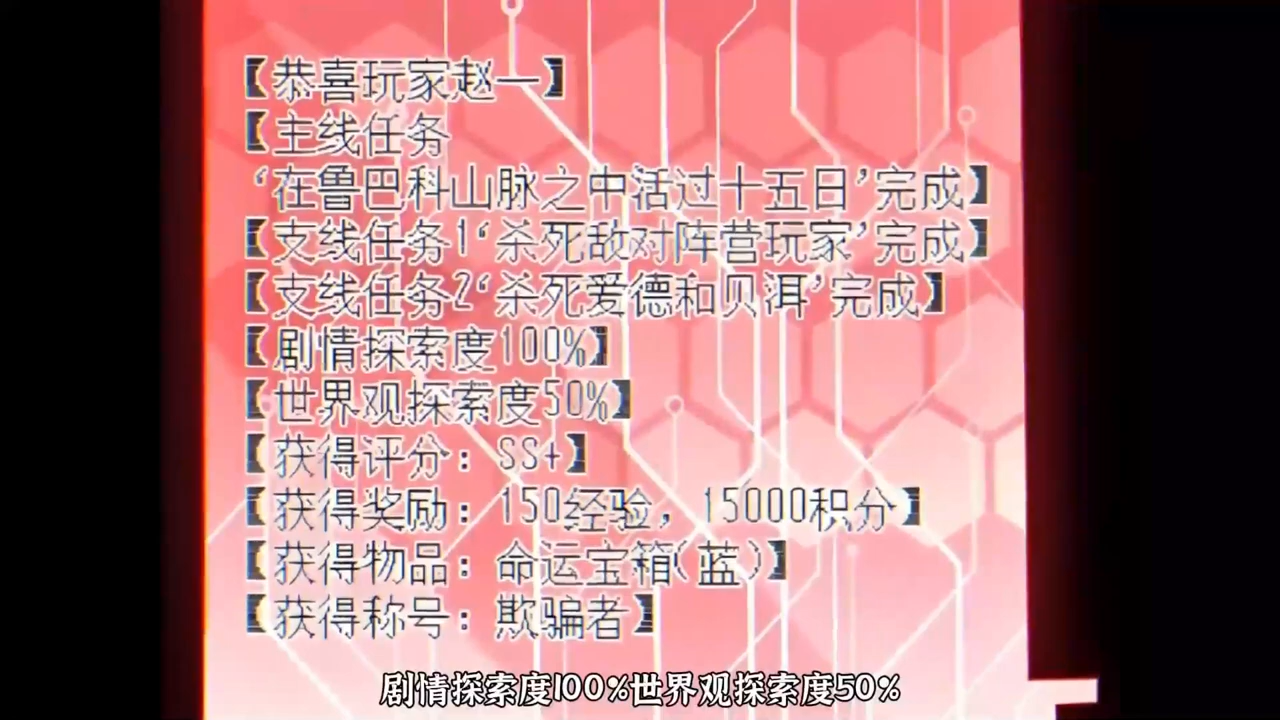 【恭喜玩家赵一】
【主线任务
‘在鲁巴科山脉之中活过十五日’完成】
【支线任务1‘杀死敌对阵营玩家’完成】
【支线任务2‘杀死爱德和贝洱’完成】
【剧情探索度100%】
【世界观探索度50%】
【获得评分：SS+】
【获得奖励：150经验，15000积分】
【获得物品：命运宝箱(蓝)】
【获得称号：欺骗者】
剧情探索度100%世界观探索度50%